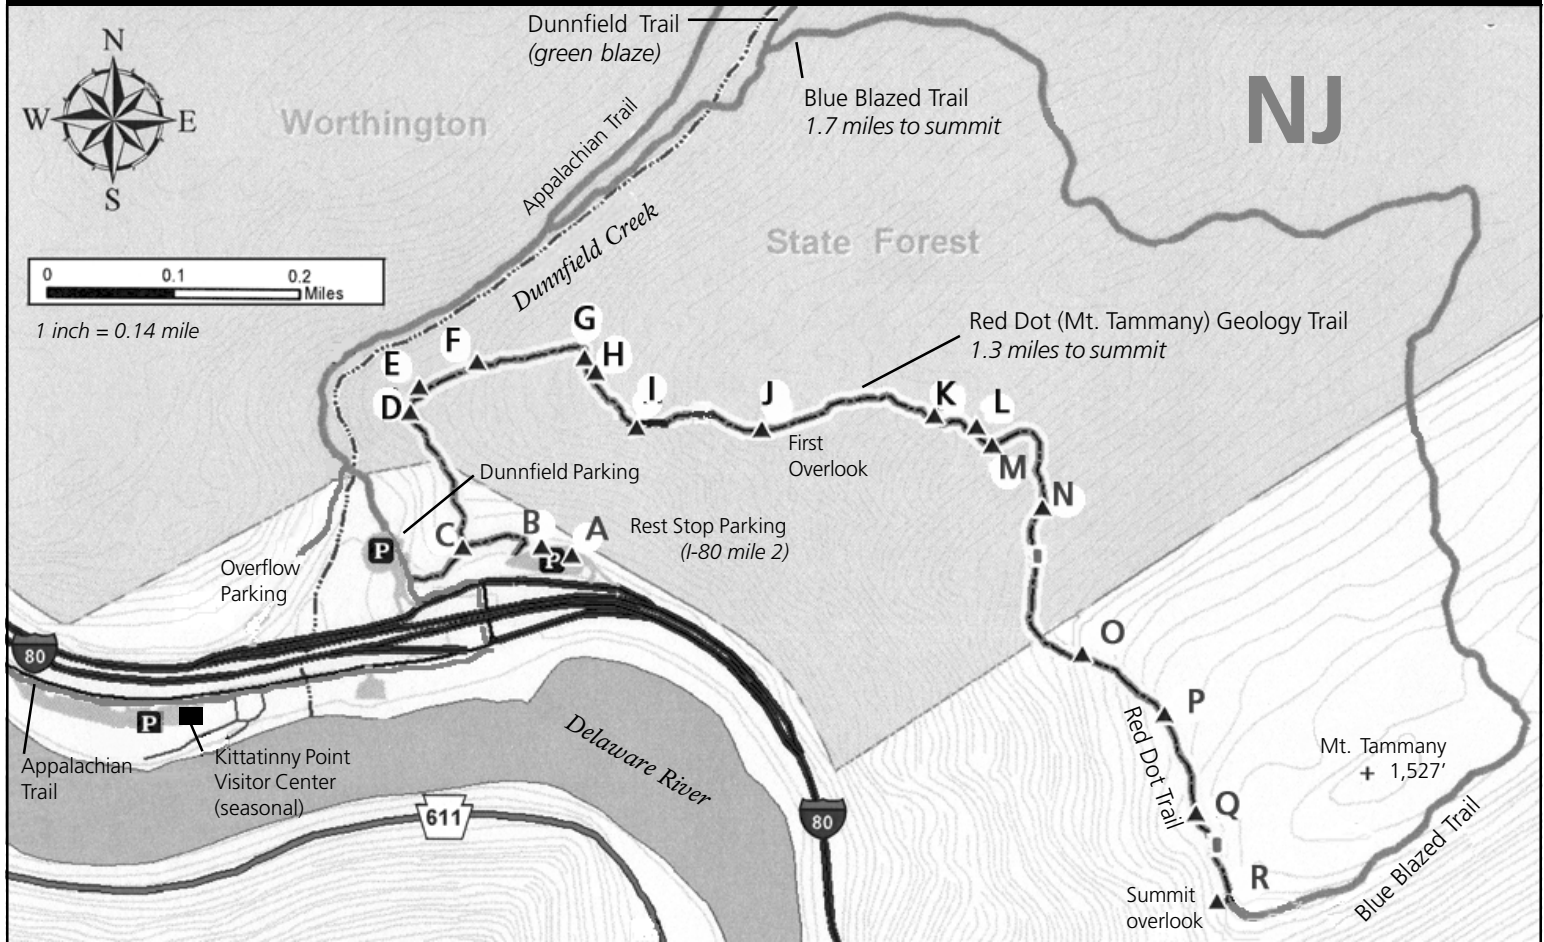 Dunnfield Trail
(green blaze)
N
W
E
S
Worthington
Appalachian Trail
Blue Blazed Trail
1.7 miles to summit
NJ
State Forest
Dunnfield Creek
0 0.1 0.2
Miles
1 inch = 0.14 mile
Red Dot (Mt. Tammany) Geology Trail
1.3 miles to summit
G
F
H
E
D
I
J
K
L
M
N
First
Overlook
Dunnfield Parking
C
B
A
P
P
Rest Stop Parking
(I-80 mile 2)
Overflow
Parking
O
P
Q
R
Red Dot Trail
Mt. Tammany
+ 1,527’
Blue Blazed Trail
Summit
overlook
80
P
Appalachian
Trail
Kittatinny Point
Visitor Center
(seasonal)
Delaware River
611
80